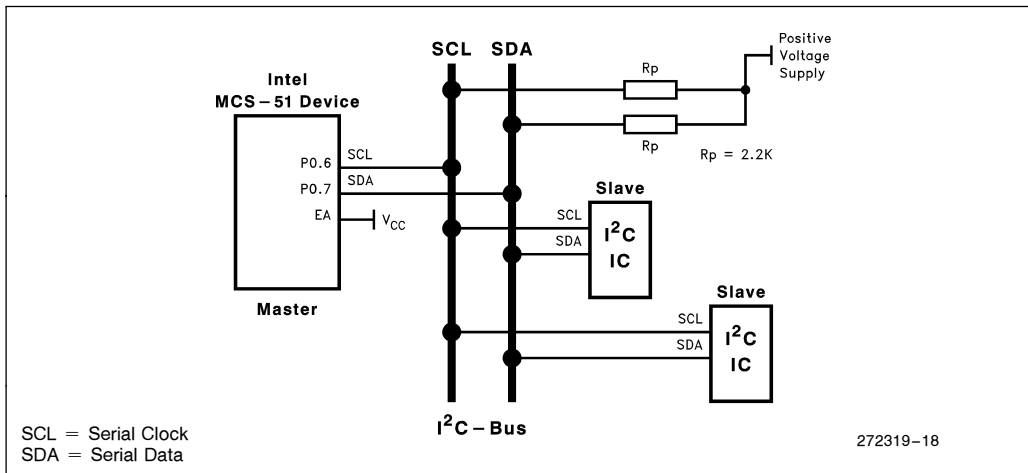 SCL SDA
Positive
Voltage
Supply
Rp
Rp
Rp = 2.2K
Intel
MCS-51 Device
P0.6
SCL
P0.7
SDA
EA
VCC
Master
Slave
SCL
SDA
I²C
IC
Slave
SCL
SDA
I²C
IC
I²C-Bus
SCL = Serial Clock
SDA = Serial Data
272319-18